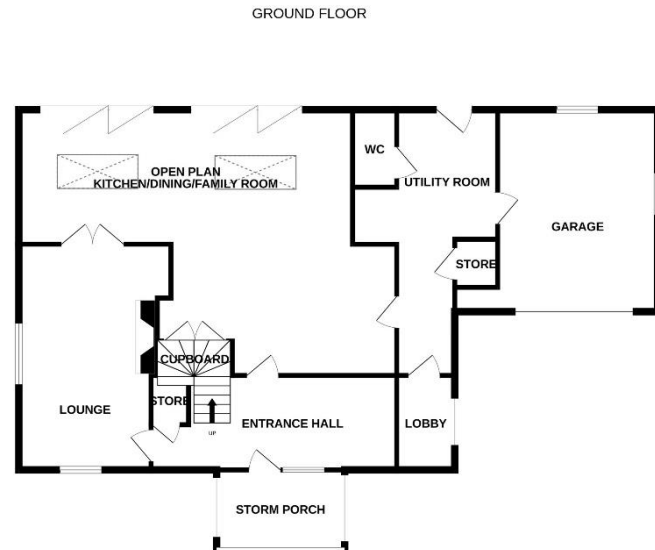 GROUND FLOOR
WC
OPEN PLAN
KITCHEN/DINING/FAMILY ROOM
UTILITY ROOM
GARAGE
STORE
CUPBOARD
STORE
LOUNGE
UP
ENTRANCE HALL
LOBBY
STORM PORCH